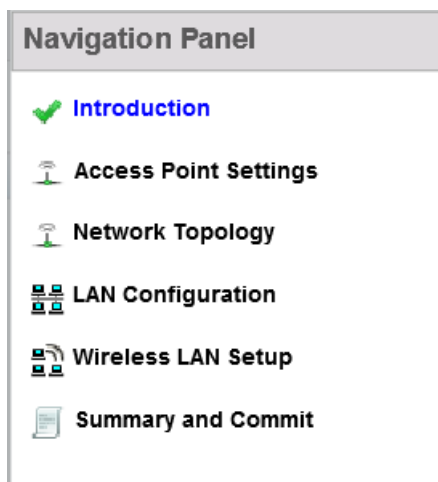 Navigation Panel
Introduction
Access Point Settings
Network Topology
LAN Configuration
Wireless LAN Setup
Summary and Commit